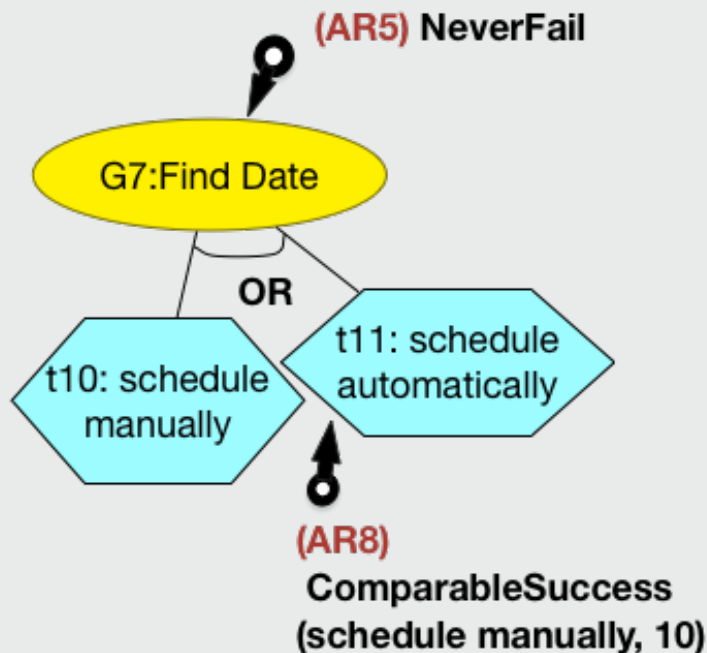 (AR5) NeverFail
G7:Find Date
OR
t10: schedule
manually
t11: schedule
automatically
(AR8)
ComparableSuccess
(schedule manually, 10)